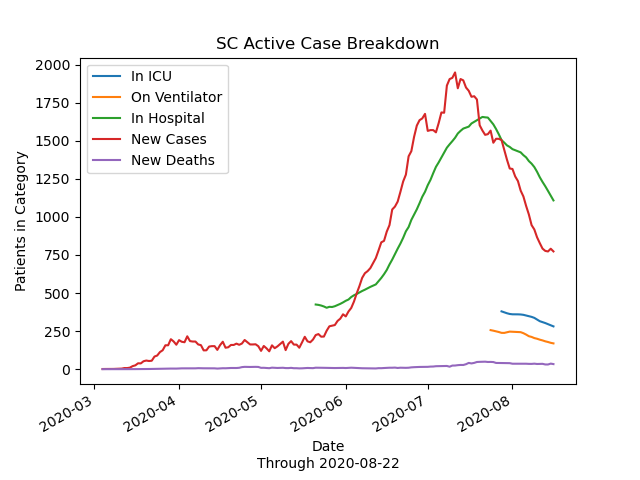 SC Active Case Breakdown
In ICU
On Ventilator
In Hospital
New Cases
New Deaths
Patients in Category
2000
1750
1500
1250
1000
750
500
250
0
2020-03
2020-04
2020-05
2020-06
2020-07
2020-08
Date
Through 2020-08-22